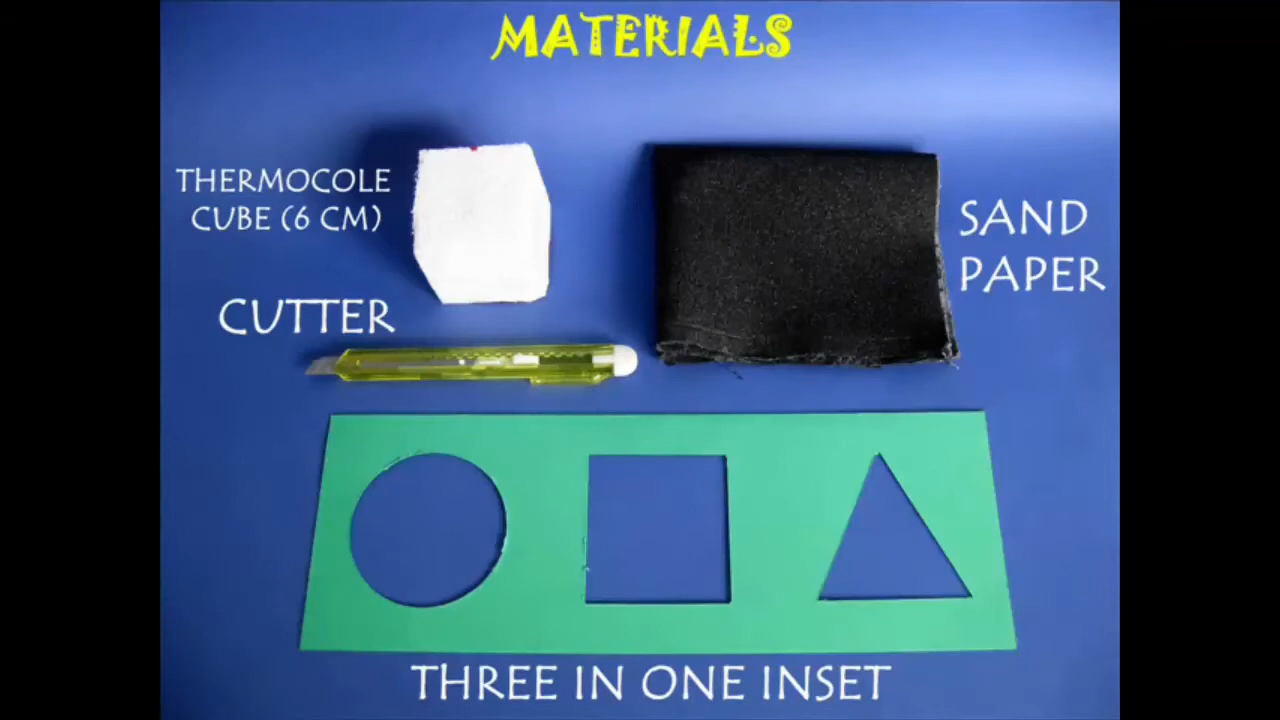 MATERIALS
THERMOCOLE
CUBE (6 CM)
SAND
PAPER
CUTTER
THREE IN ONE INSET